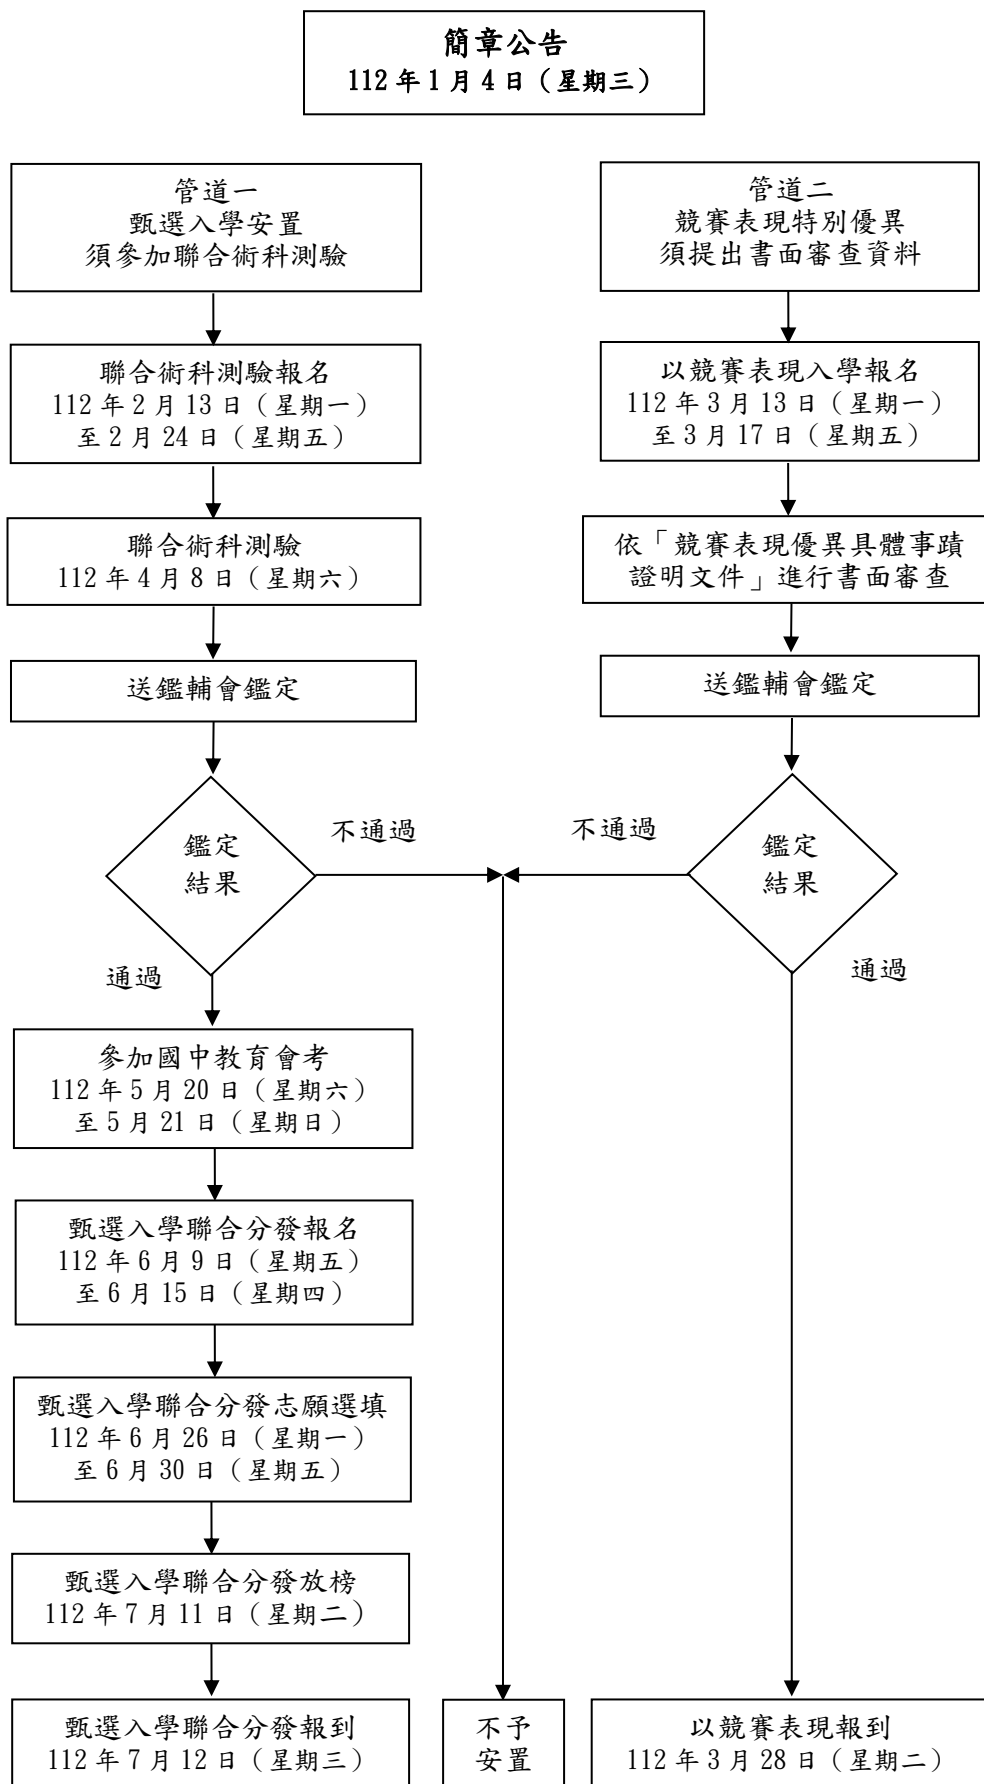 簡章公告
112 年 1 月 4 日（星期三）
管道一
甄選入學安置
須參加聯合術科測驗
聯合術科測驗報名
112 年 2 月 13 日（星期一）
至 2 月 24 日（星期五）
聯合術科測驗
112 年 4 月 8 日（星期六）
送鑑輔會鑑定
鑑定
結果
不通過
通過
參加國中教育會考
112 年 5 月 20 日（星期六）
至 5 月 21 日（星期日）
甄選入學聯合分發報名
112 年 6 月 9 日（星期五）
至 6 月 15 日（星期四）
甄選入學聯合分發志願選填
112 年 6 月 26 日（星期一）
至 6 月 30 日（星期五）
甄選入學聯合分發放榜
112 年 7 月 11 日（星期二）
甄選入學聯合分發報到
112 年 7 月 12 日（星期三）
管道二
競賽表現特別優異
須提出書面審查資料
以競賽表現入學報名
112 年 3 月 13 日（星期一）
至 3 月 17 日（星期五）
依「競賽表現優異具體事蹟
證明文件」進行書面審查
送鑑輔會鑑定
鑑定
結果
不通過
通過
不予
安置
以競賽表現報到
112 年 3 月 28 日（星期二）